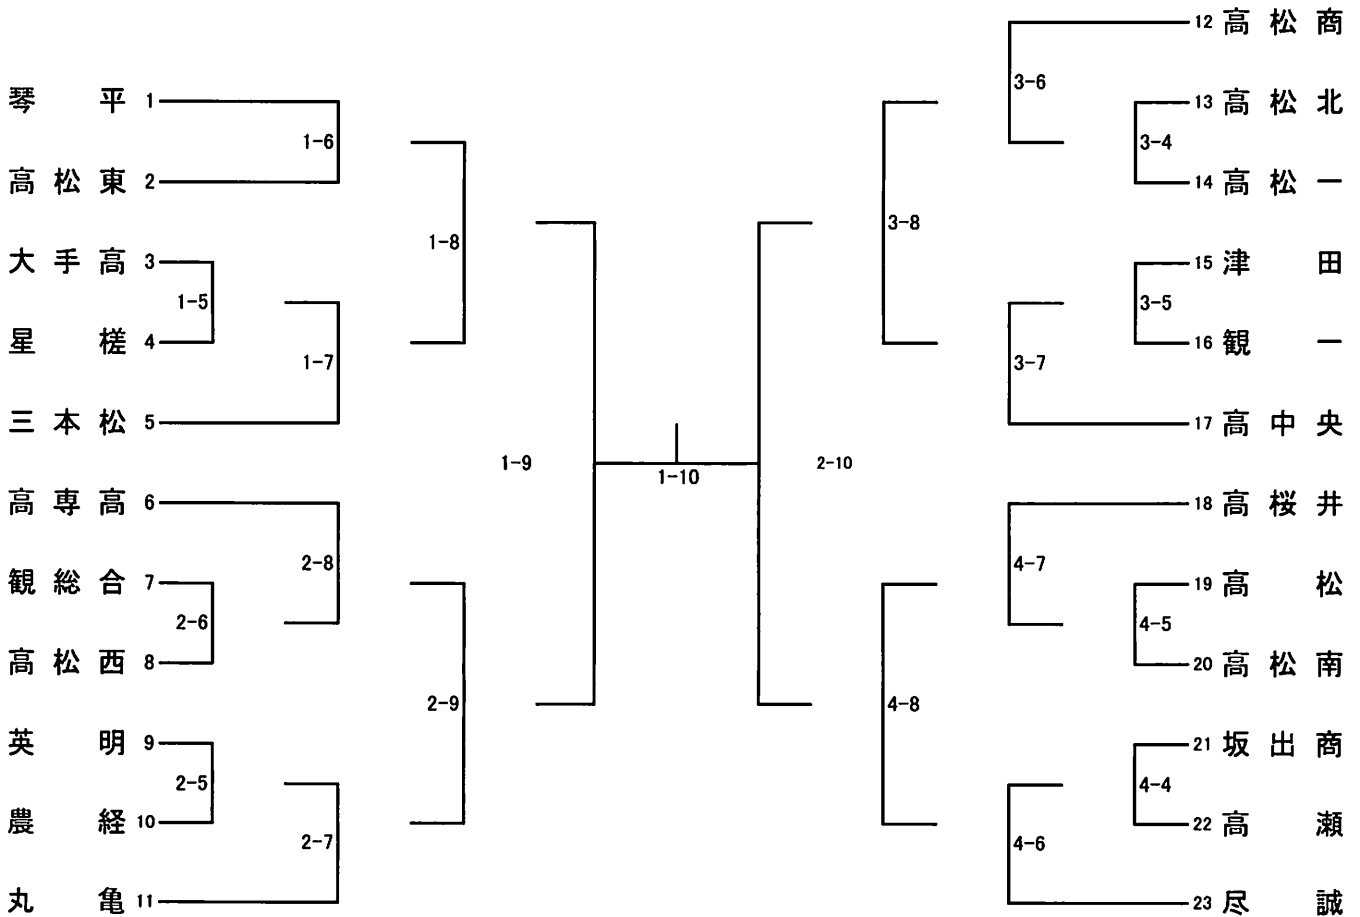 琴平 1
1-6
高松東 2
大手高 3
1-5
星槎 4
1-7
三本松 5
1-8
高専高 6
2-8
観総合 7
2-6
高松西 8
2-9
英明 9
2-5
農経 10
2-7
丸亀 11
1-9
1-10
2-10
12 高松商
3-6
13 高松北
3-4
14 高松一
3-8
15 津田
3-5
16 観一
3-7
17 高中央
18 高桜井
4-7
19 高松
4-5
20 高松南
4-8
21 坂出商
4-4
22 高瀬
4-6
23 尽誠